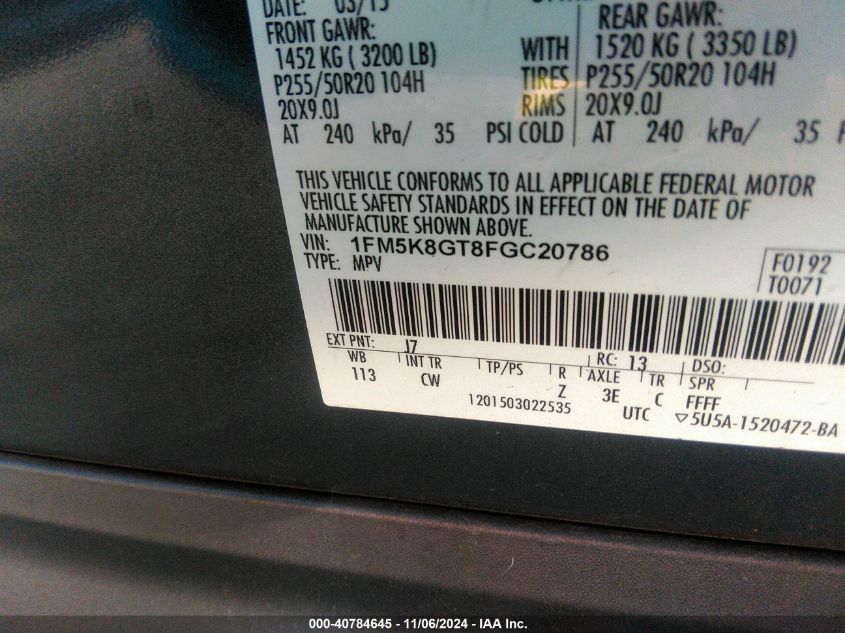 DATE: 03/15
FRONT GAWR:
1452 KG ( 3200 LB)
P255/50R20 104H
20X9.0J
AT 240 kPa/ 35 PSI COLD
WITH
TIRES
RIMS
REAR GAWR:
1520 KG ( 3350 LB)
P255/50R20 104H
20X9.0J
AT 240 kPa/ 35
THIS VEHICLE CONFORMS TO ALL APPLICABLE FEDERAL MOTOR
VEHICLE SAFETY STANDARDS IN EFFECT ON THE DATE OF
MANUFACTURE SHOWN ABOVE.
VIN: 1FM5K8GT8FGC20786
TYPE: MPV
F0192
T0071
EXT PNT: J7 RC: 13 DSO:
WB INT TR TP/PS R AXLE TR SPR
113 CW Z 3E C FFFF
1201503022535 UTC ▽5U5A-1520472-BA
000-40784645 - 11/06/2024 - IAA Inc.